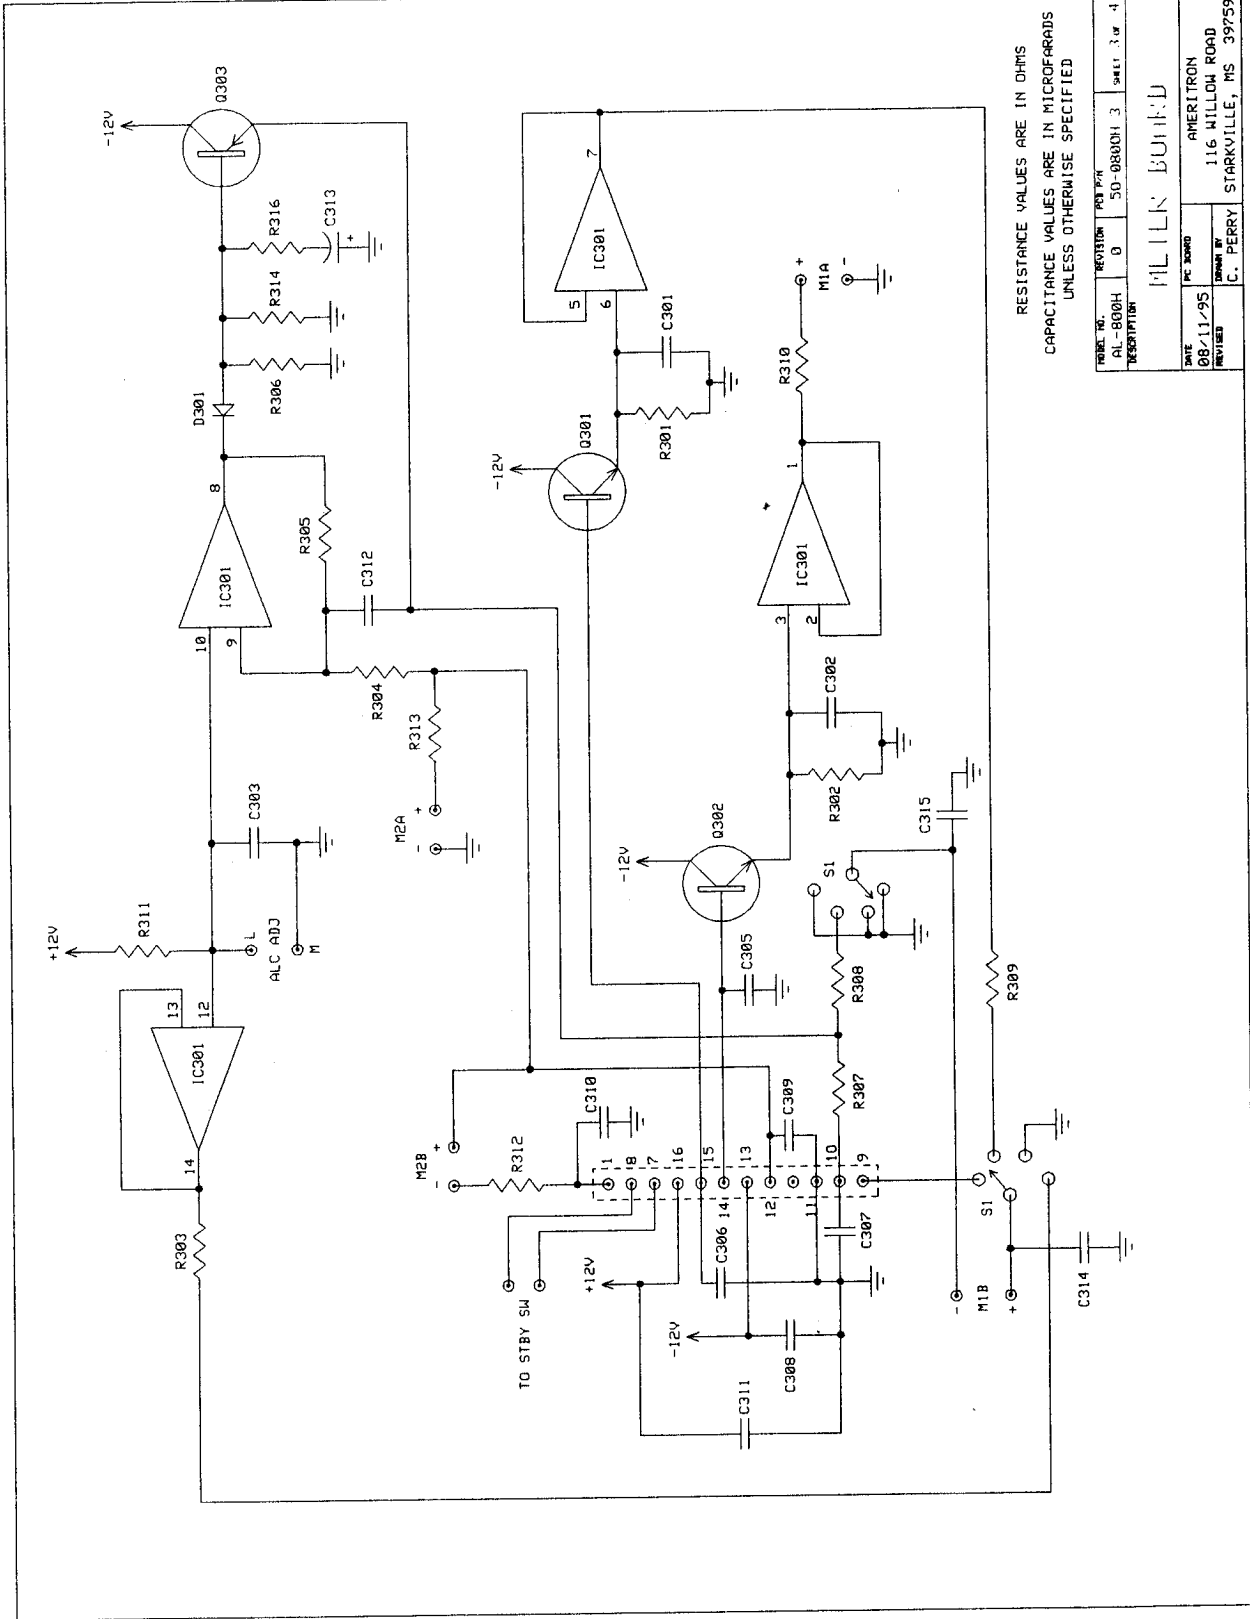 -12V
Q303
R316
C313
+
R314
R306
D301
8
IC301
10
9
R305
C312
R304
R313
M2A
-
+
C303
+12V
R311
L
ALC ADJ
M
13
12
IC301
14
R303
7
IC301
5
6
C301
R301
Q301
-12V
R310
+
M1A
-
1
IC301
3
2
C302
R302
Q302
-12V
C315
S1
C305
R308
R309
R307
C309
C310
M2B
+
-
R312
1
8
7
16
15
14
13
12
11
10
9
TO STBY SW
+12V
C306
C307
-12V
C308
C311
S1
-
M1B
+
C314
RESISTANCE VALUES ARE IN OHMS
CAPACITANCE VALUES ARE IN MICROFARADS
UNLESS OTHERWISE SPECIFIED
MODEL NO.
AL-800H
REVISION
0
PCB P/N
50-0800H 3
SHEET 3 OF 4
DESCRIPTION
DATE
08/11/95
PC BOARD
REVISED
DRAWN BY
C. PERRY
AMERITRON
116 WILLOW ROAD
STARKVILLE, MS 39759